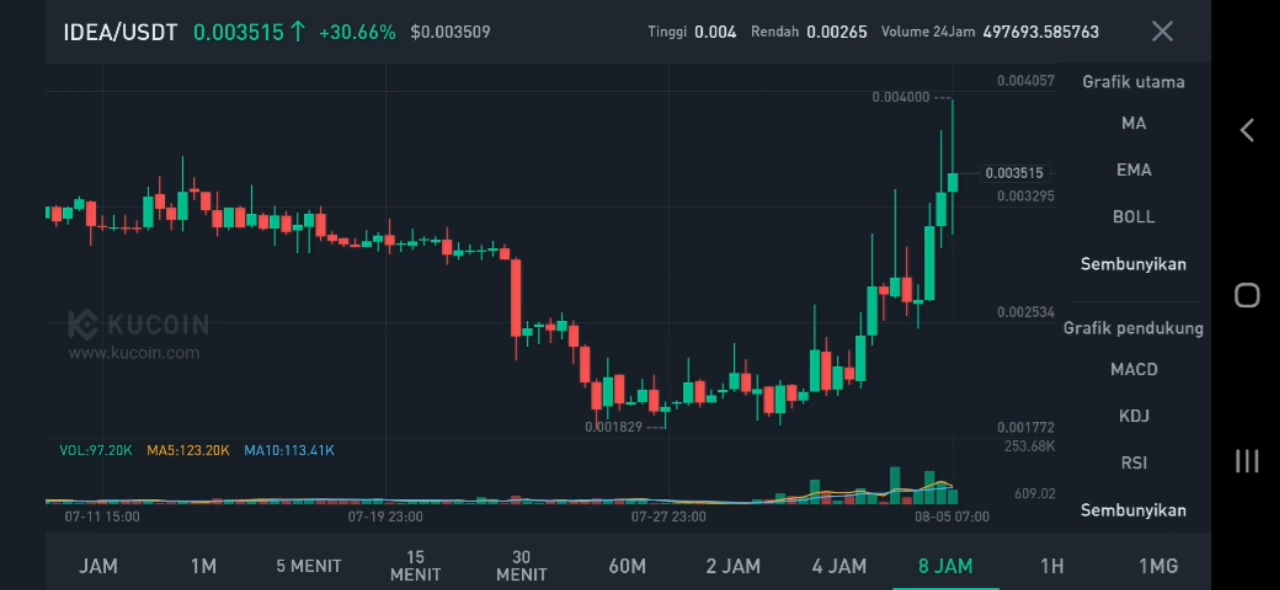 IDEA/USDT 0.003515↑ +30.66% $0.003509 Tinggi 0.004 Rendah 0.00265 Volume 24Jam 497693.585763
0.004057
0.004000
0.003515
0.003295
0.002534
0.001829
0.001772
KUCOIN
www.kucoin.com
VOL:97.20K MA5:123.20K MA10:113.41K
253.68K
609.02
07-11 15:00 07-19 23:00 07-27 23:00 08-05 07:00
Grafik utama
MA
EMA
BOLL
Sembunyikan
Grafik pendukung
MACD
KDJ
RSI
Sembunyikan
JAM 1M 5 MENIT 15 MENIT 30 MENIT 60M 2 JAM 4 JAM 8 JAM 1H 1MG